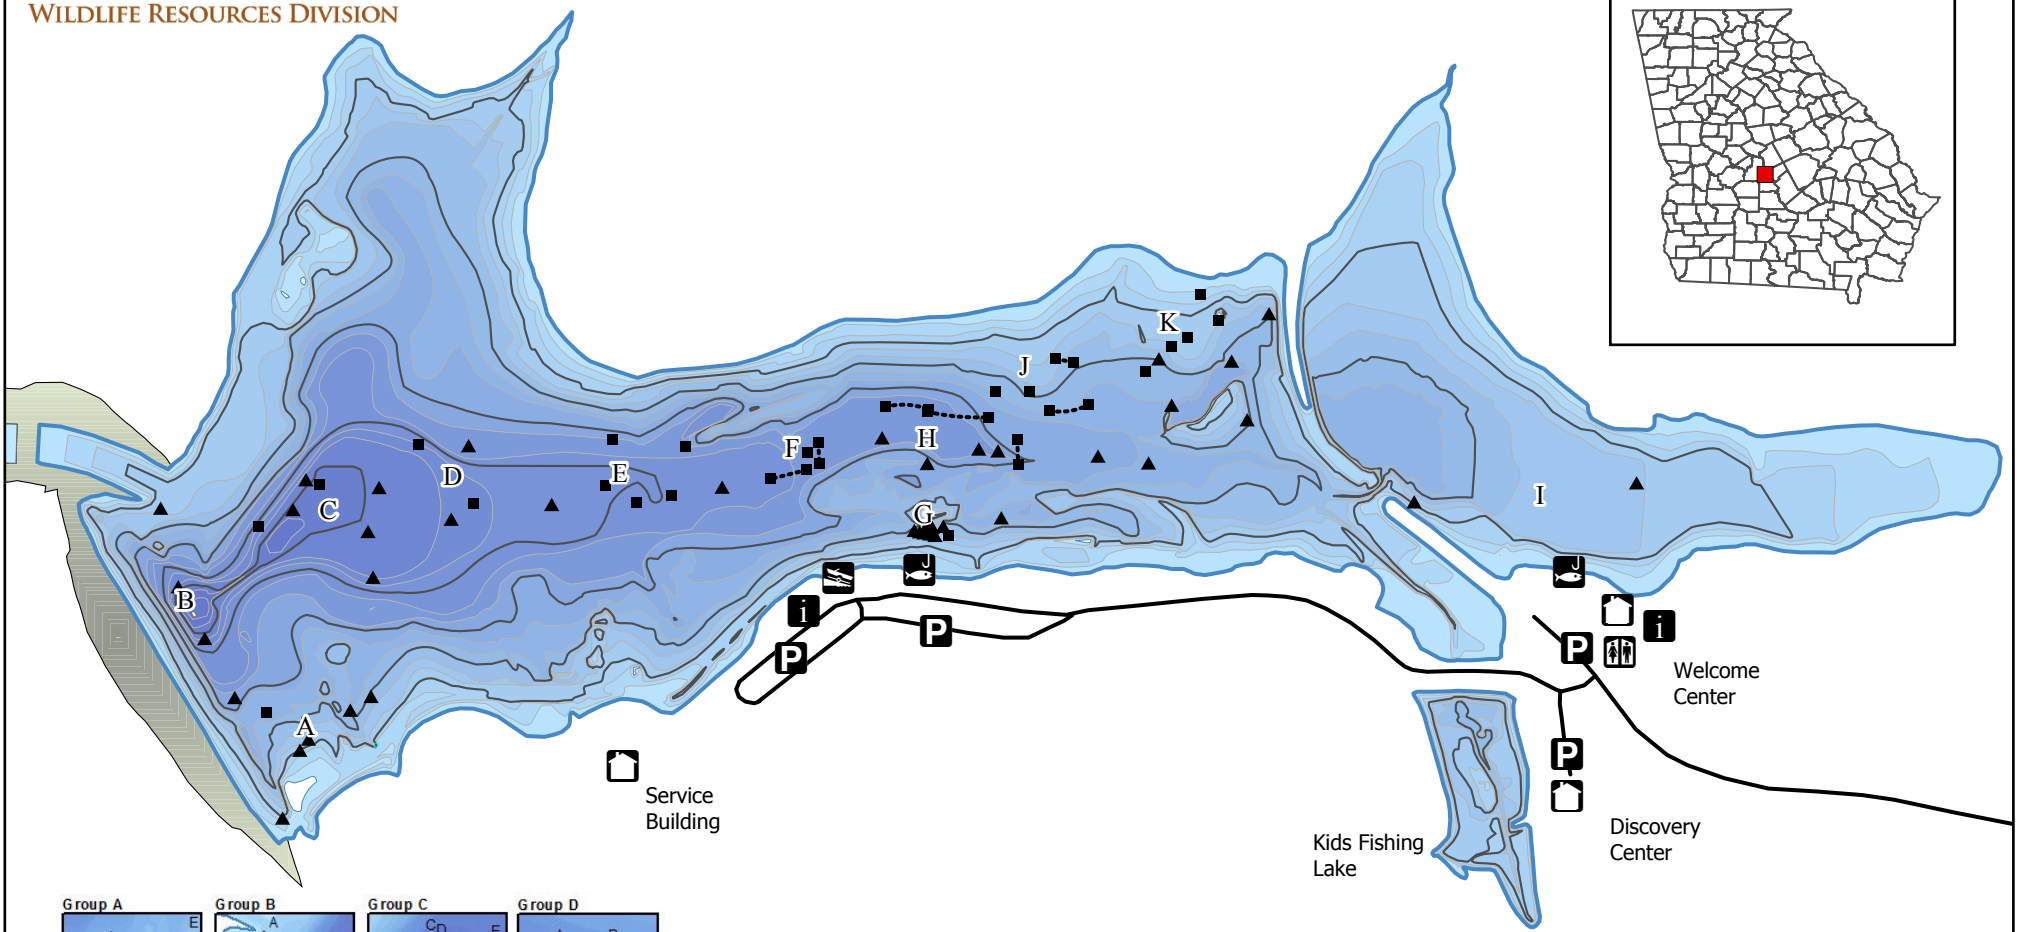 WILDLIFE RESOURCES DIVISION
K
J
H
F
D
E
C
I
G
B
i
P
P
P
i
A
Welcome
Center
P
Service
Building
Discovery
Center
Kids Fishing
Lake
Group A
Group B
Group C
Group D
E
A
C
D